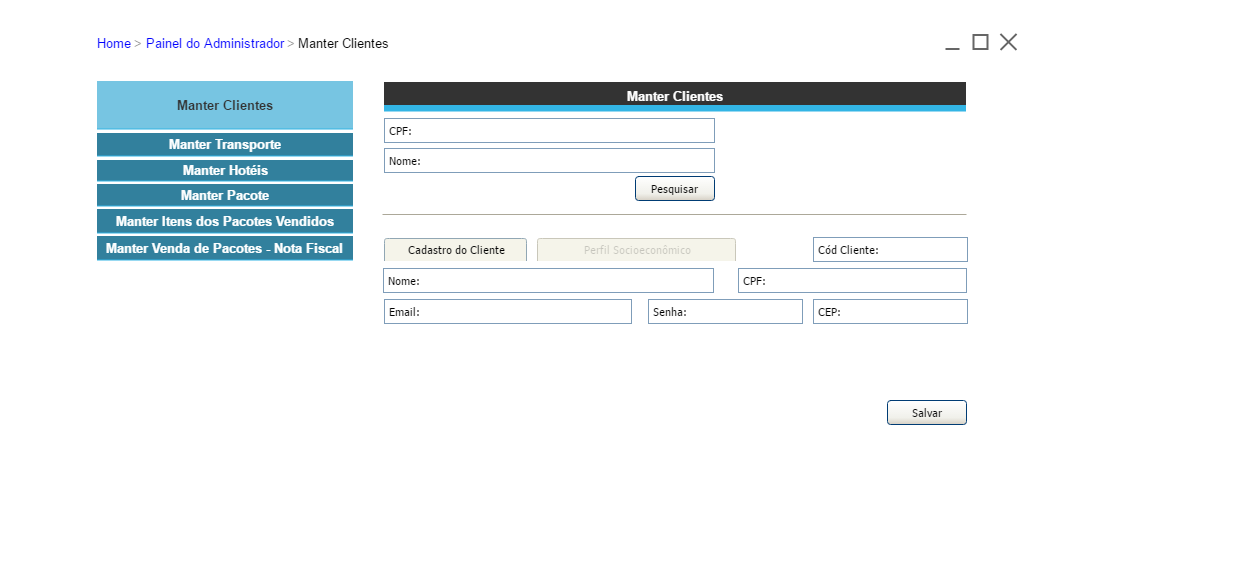 Home > Painel do Administrador > Manter Clientes
Manter Clientes
Manter Transporte
Manter Hotéis
Manter Pacote
Manter Itens dos Pacotes Vendidos
Manter Venda de Pacotes - Nota Fiscal
Manter Clientes
CPF:
Nome:
Pesquisar
Cadastro do Cliente
Perfil Socioeconômico
Cód Cliente:
Nome:
CPF:
Email:
Senha:
CEP:
Salvar